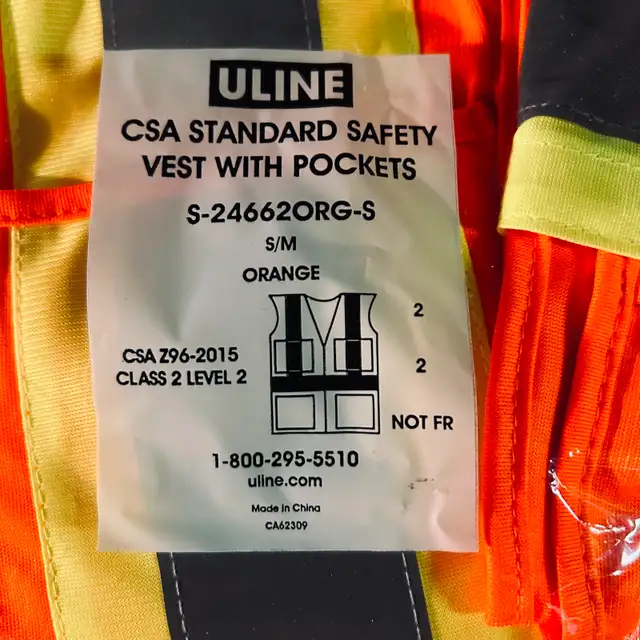 ULINE
CSA STANDARD SAFETY
VEST WITH POCKETS
S-24662ORG-S
S/M
ORANGE
2
CSA Z96-2015
2
CLASS 2 LEVEL 2
NOT FR
1-800-295-5510
uline.com
Made in China
CA62309